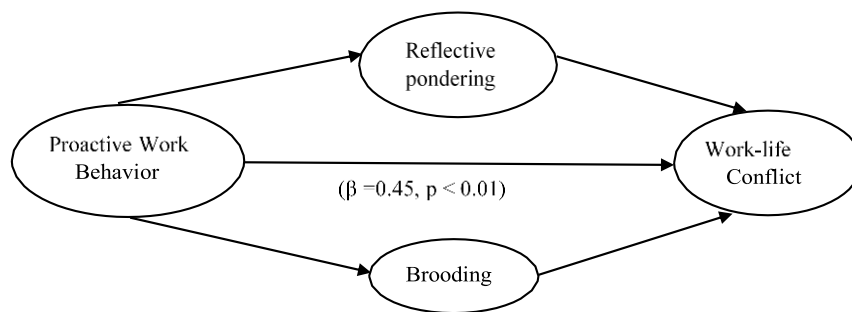 Reflective
pondering
Proactive Work
Behavior
Work-life
Conflict
(β =0.45, p < 0.01)
Brooding